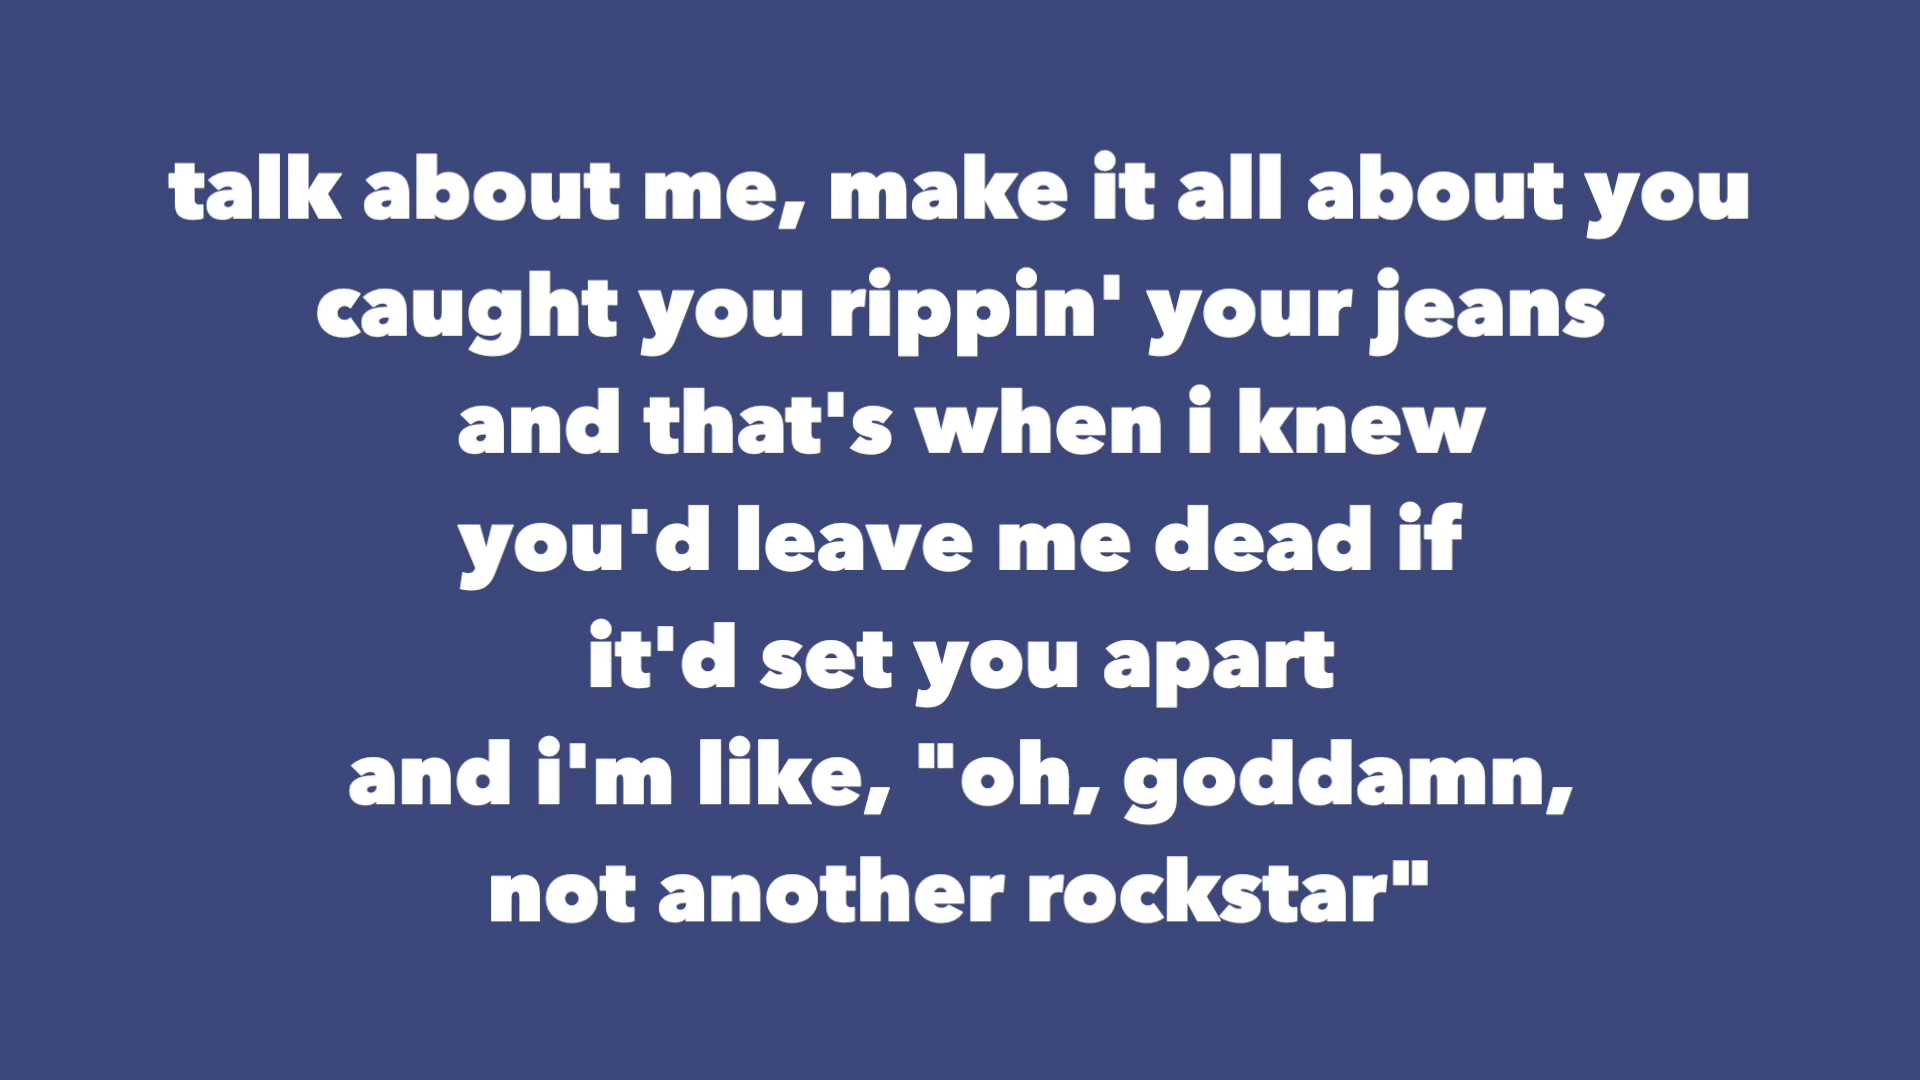 talk about me, make it all about you
caught you rippin' your jeans
and that's when i knew
you'd leave me dead if
it'd set you apart
and i'm like, "oh, goddamn,
not another rockstar"